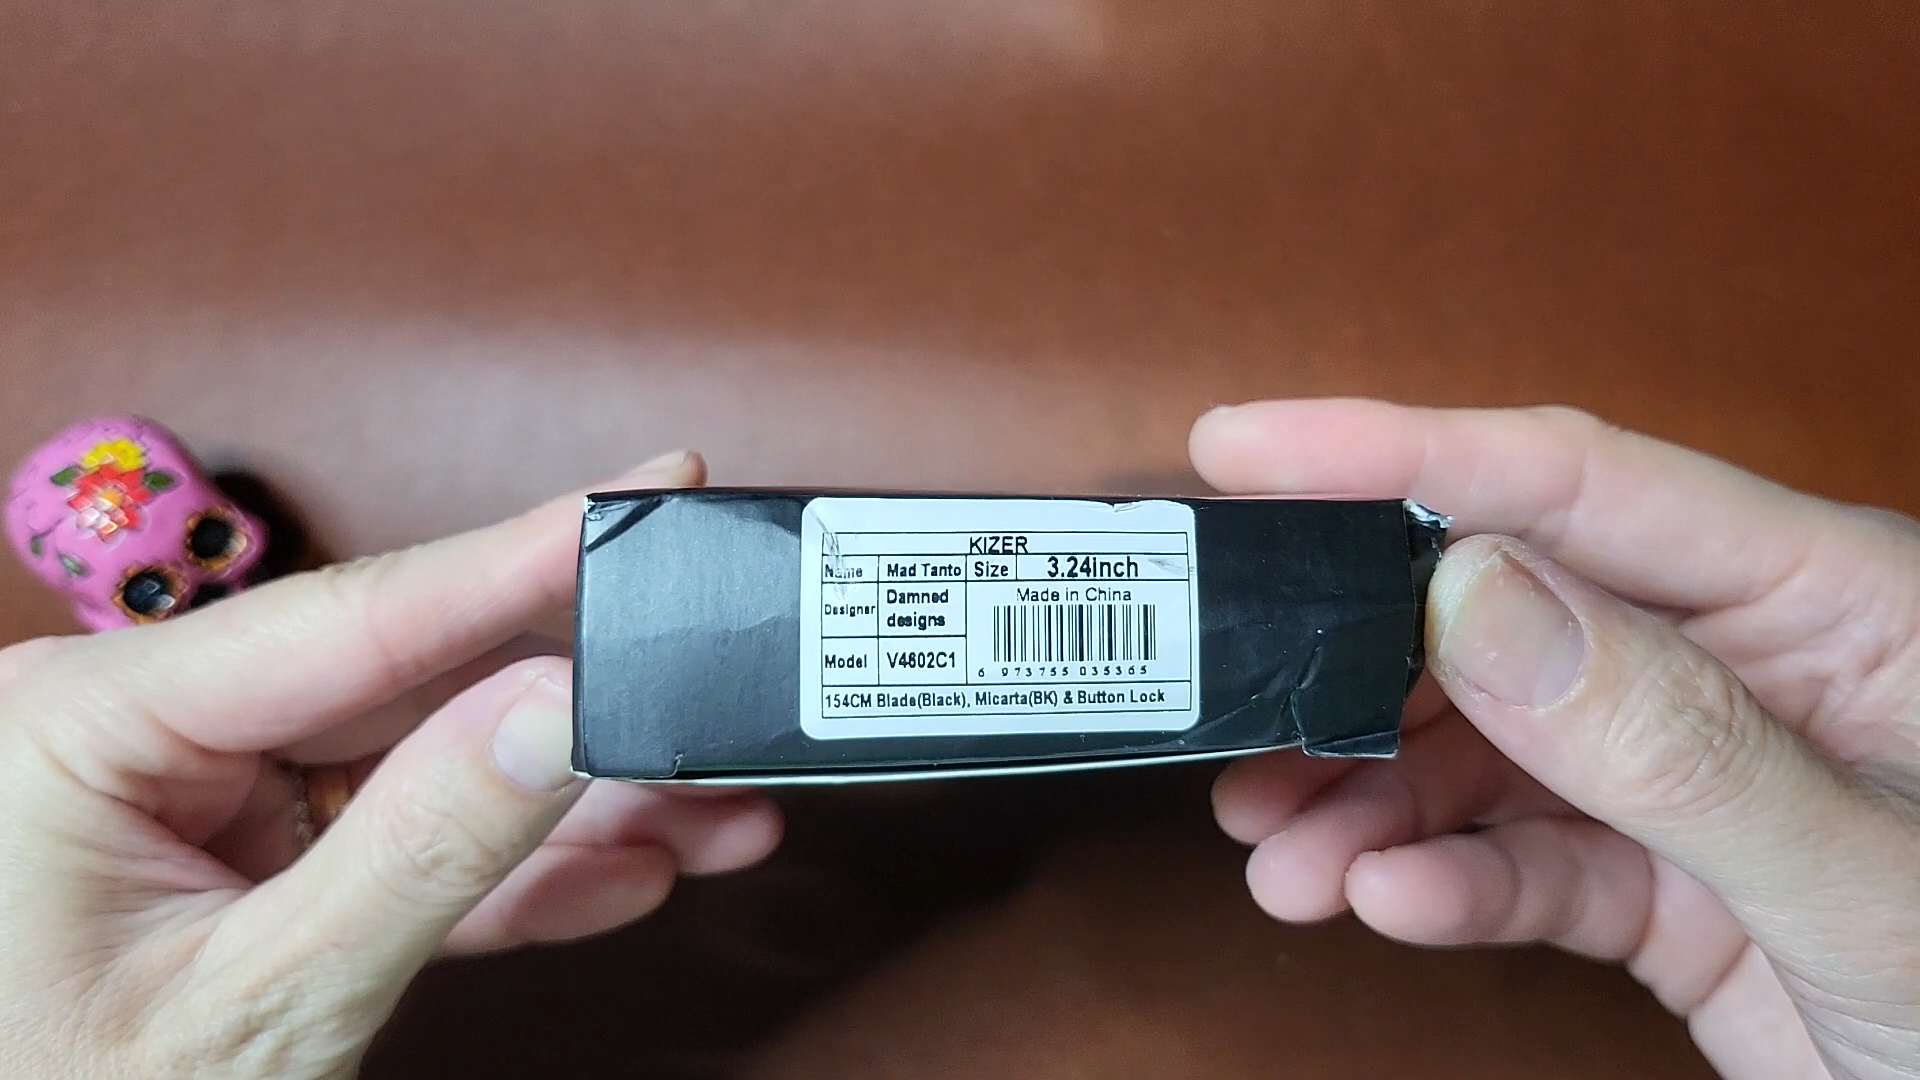 KIZER
Name Mad Tanto Size 3.24inch
Designer Damned designs
Made in China
Model V4602C1
6 973755 035365
154CM Blade(Black), Micarta(BK) & Button Lock